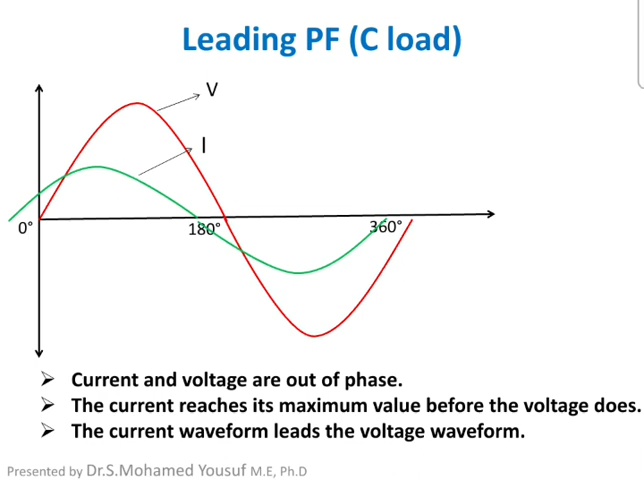 Leading PF (C load)
V
I
0°
180°
360°
➢ Current and voltage are out of phase.
➢ The current reaches its maximum value before the voltage does.
➢ The current waveform leads the voltage waveform.
Presented by Dr.S.Mohamed Yousuf M.E, Ph.D